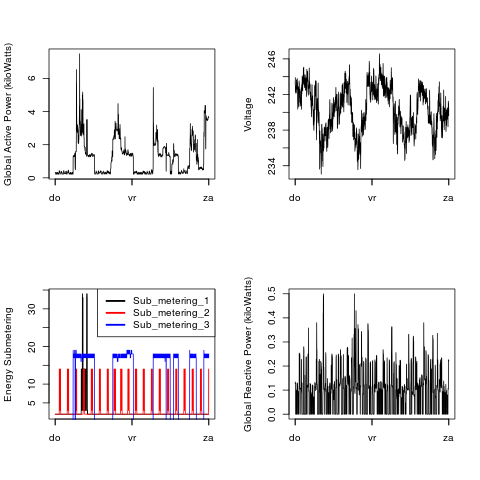 Global Active Power (kiloWatts)
0 2 4 6
do vr za
Voltage
234 238 242 246
do vr za
Energy Submetering
5 10 20 30
Sub_metering_1
Sub_metering_2
Sub_metering_3
do vr za
Global Reactive Power (kiloWatts)
0.0 0.1 0.2 0.3 0.4 0.5
do vr za